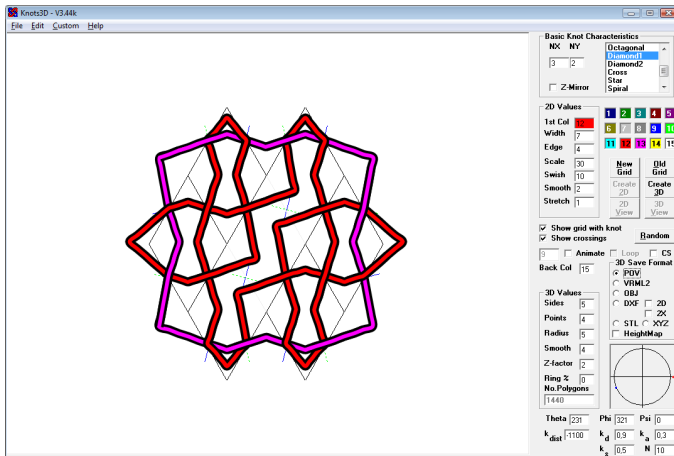 Knots3D - V3.44k
File Edit Custom Help
Basic Knot Characteristics
NX NY
3 2
Z-Mirror
Octagonal
Diamond1
Diamond2
Cross
Star
Spiral
2D Values
1st Col 12
Width 7
Edge 4
Scale 30
Swish 10
Smooth 2
Stretch 1
1 2 3 4 5
6 7 8 9 10
11 12 13 14 15
New Grid
Old Grid
Create 2D
Create 3D
2D View
3D View
Show grid with knot
Show crossings
Random
9 Animate Loop CS
Back Col 15
3D Save Format
POV
VRML2
OBJ
DXF 2D
2X
STL XYZ
HeightMap
3D Values
Sides 5
Points 4
Radius 5
Smooth 4
Z-factor 2
Ring % 0
No.Polygons
1440
Theta 231 Phi 321 Psi 0
k dist -1100 k d 0,9 k a 0,3
k s 0,5 N 10